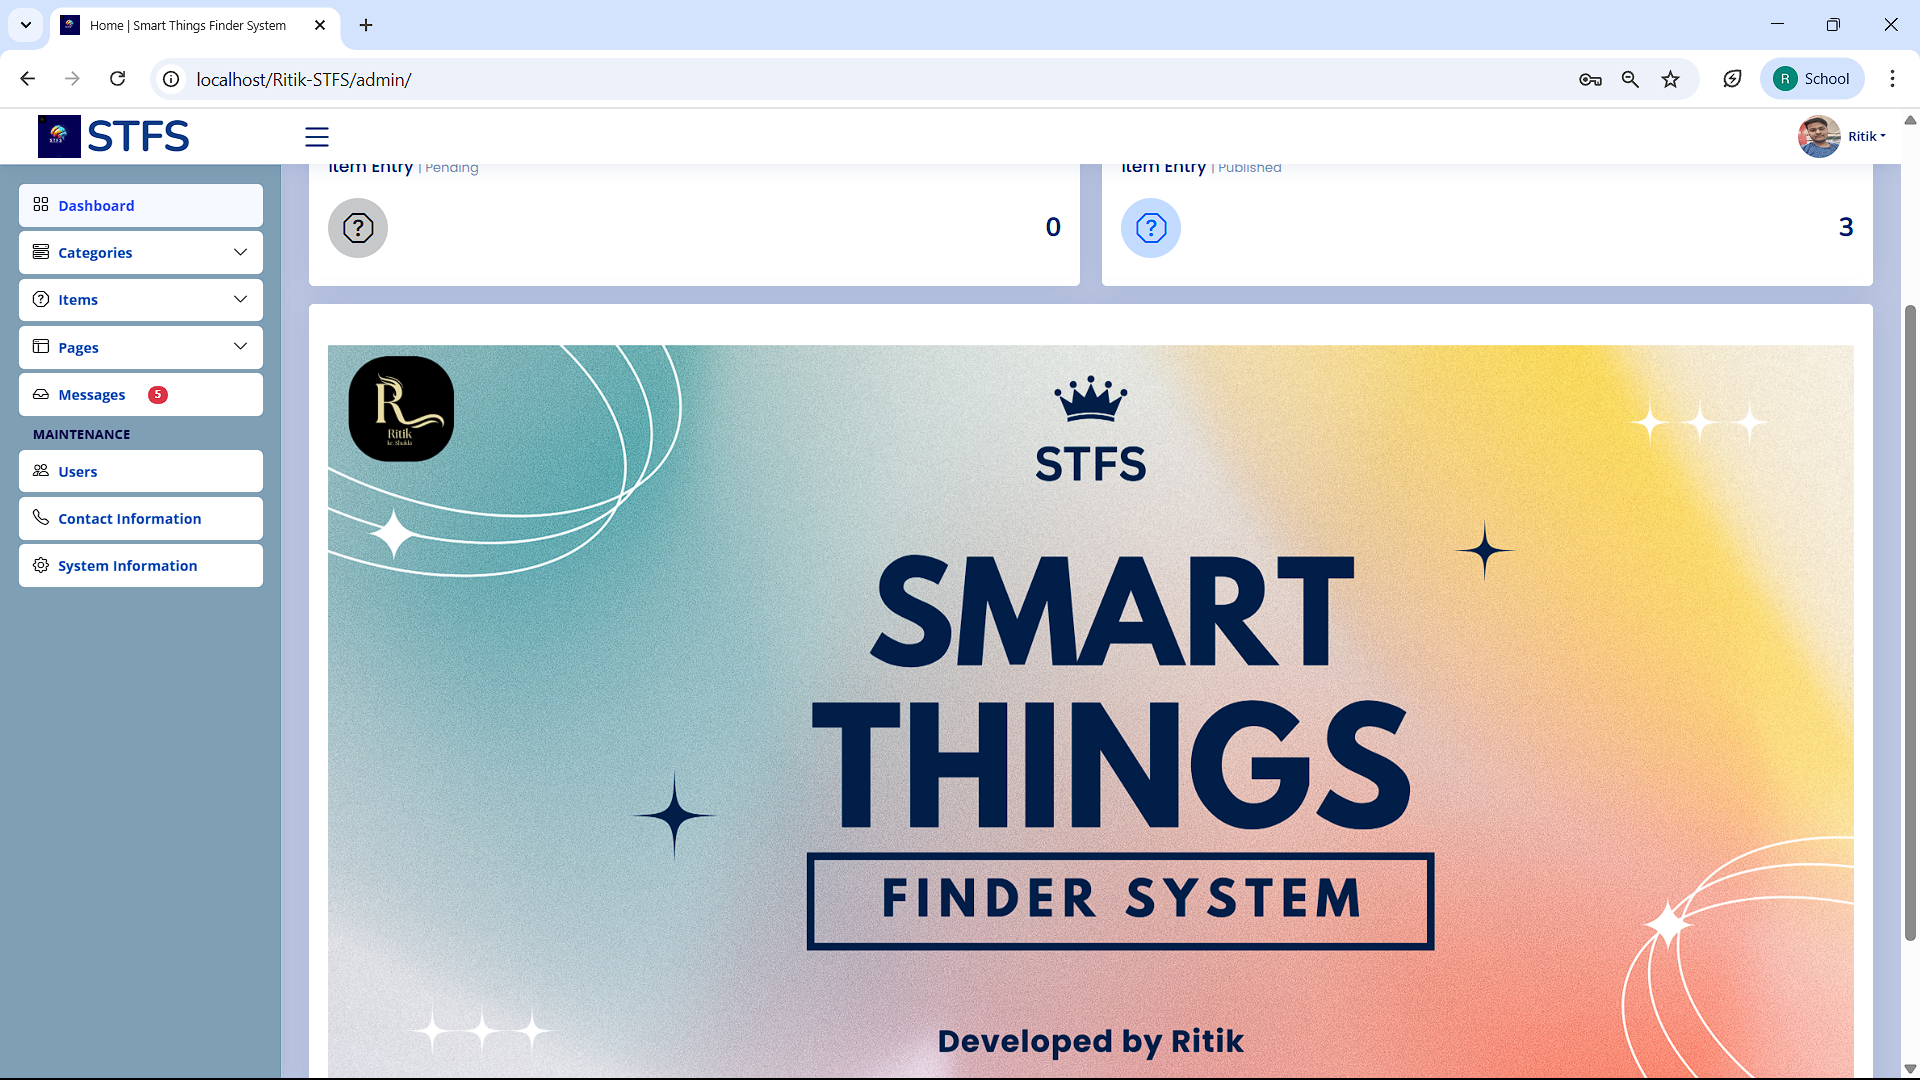 Home | Smart Things Finder System
localhost/Ritik-STFS/admin/
R School
STFS
Ritik
Item Entry | Pending
Item Entry | Published
0
3
Dashboard
Categories
Items
Pages
Messages 5
MAINTENANCE
Users
Contact Information
System Information
R
Ritik
kr. Shukla
STFS
SMART
THINGS
FINDER SYSTEM
Developed by Ritik